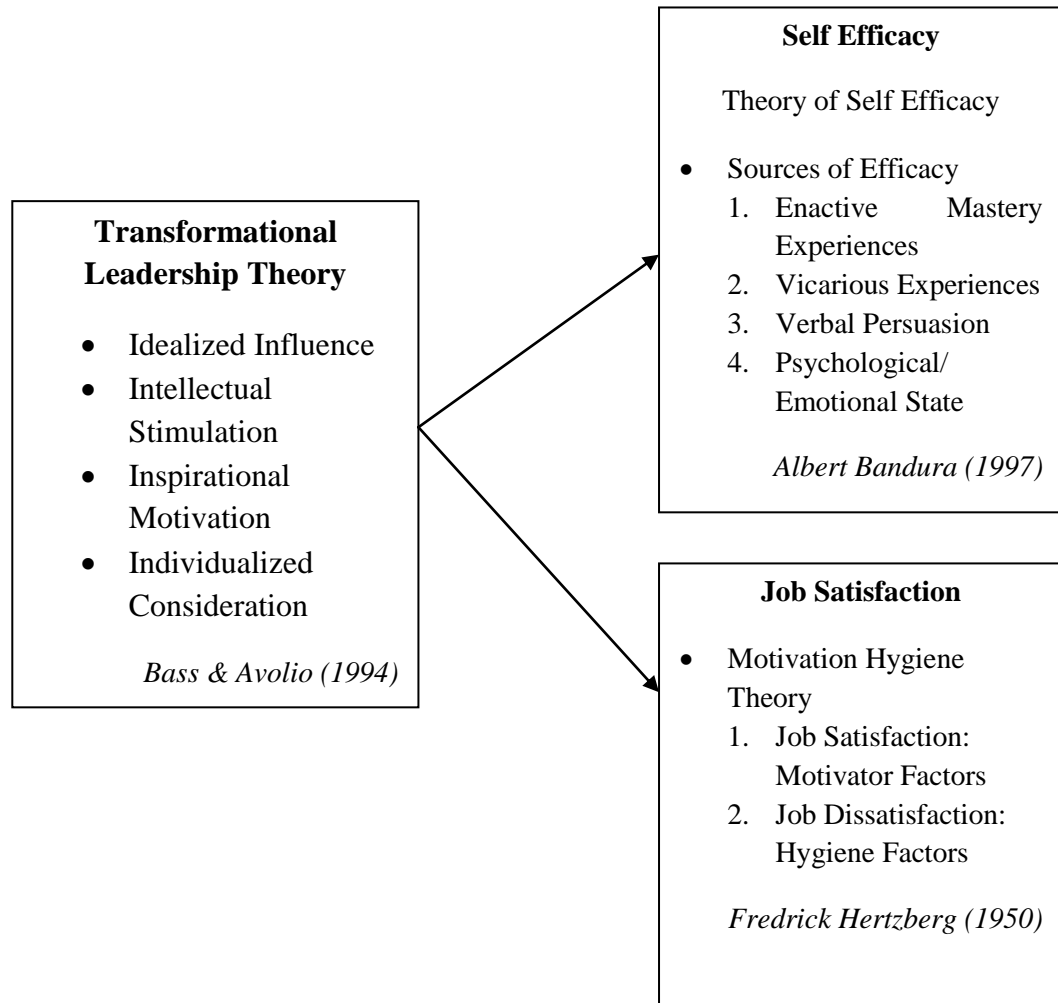 Transformational
Leadership Theory
• Idealized Influence
• Intellectual
Stimulation
• Inspirational
Motivation
• Individualized
Consideration
Bass & Avolio (1994)
Self Efficacy
Theory of Self Efficacy
• Sources of Efficacy
1. Enactive Mastery
Experiences
2. Vicarious Experiences
3. Verbal Persuasion
4. Psychological/
Emotional State
Albert Bandura (1997)
Job Satisfaction
• Motivation Hygiene
Theory
1. Job Satisfaction:
Motivator Factors
2. Job Dissatisfaction:
Hygiene Factors
Fredrick Hertzberg (1950)